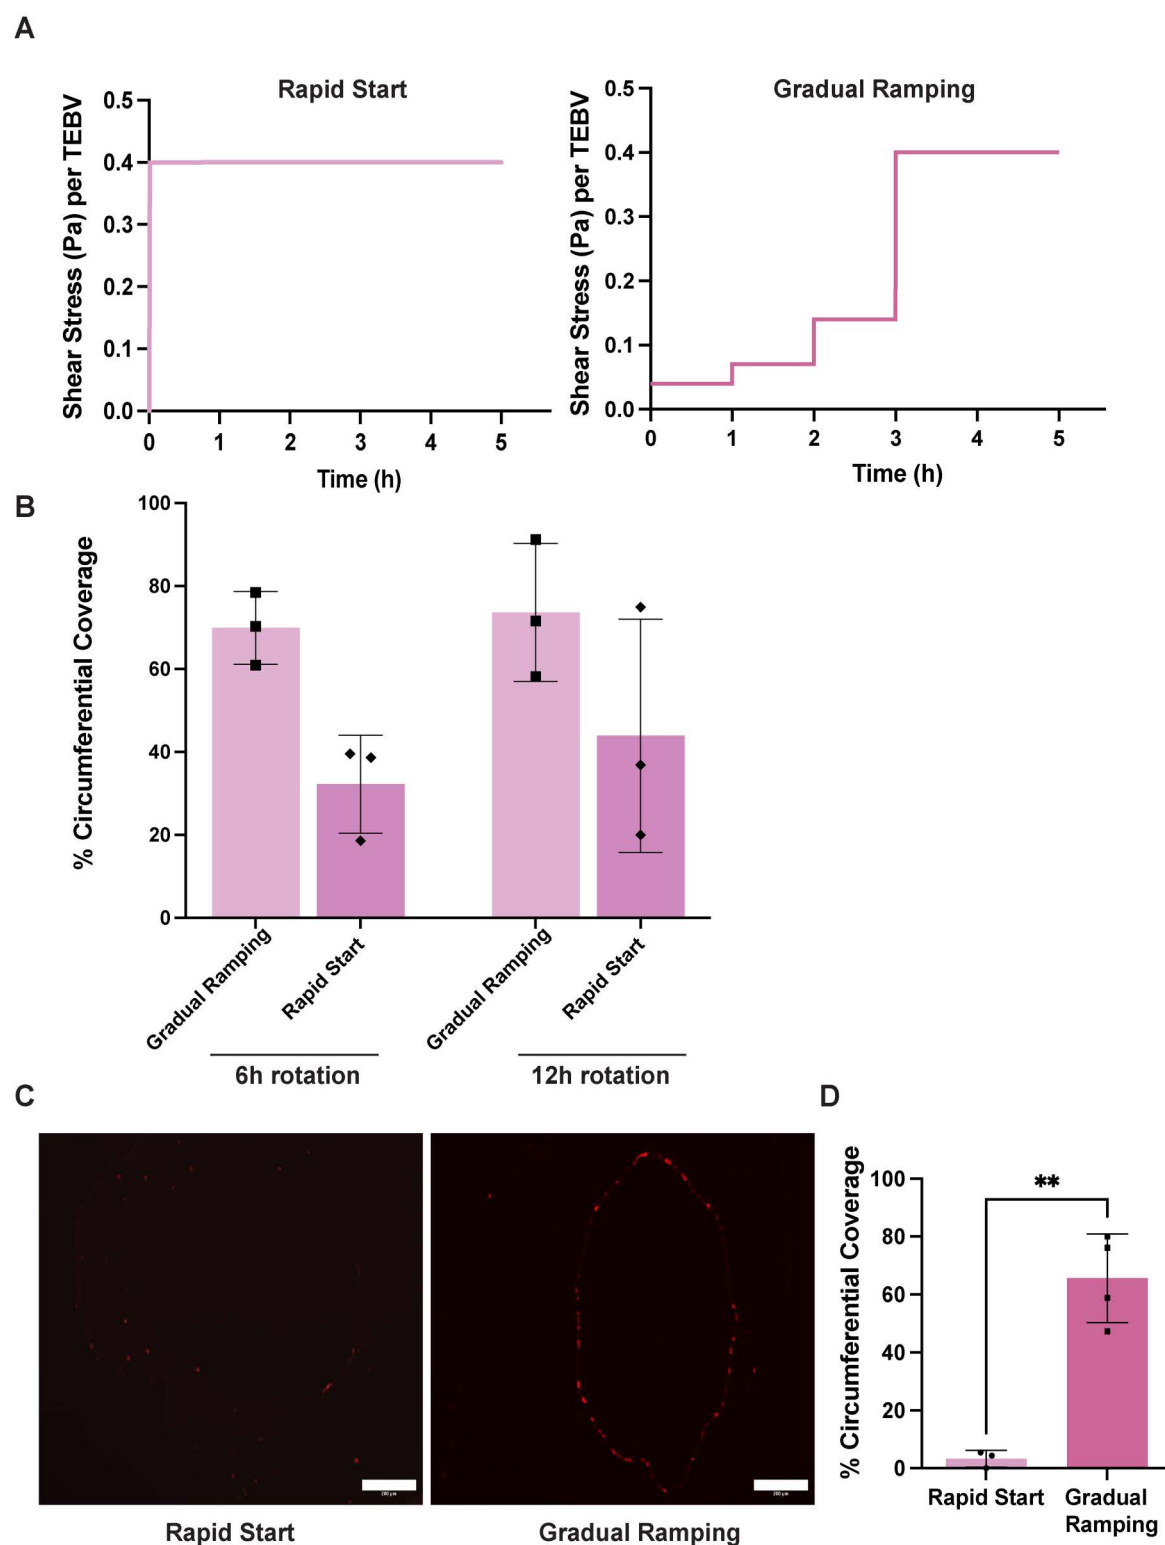 A
Rapid Start
Shear Stress (Pa) per TEBV
0.5
0.4
0.3
0.2
0.1
0.0
0 1 2 3 4 5
Time (h)
Gradual Ramping
Shear Stress (Pa) per TEBV
0.5
0.4
0.3
0.2
0.1
0.0
0 1 2 3 4 5
Time (h)
B
% Circumferential Coverage
100
80
60
40
20
0
Gradual Ramping
Rapid Start
Gradual Ramping
Rapid Start
6h rotation
12h rotation
C
200 μm
200 μm
Rapid Start
Gradual Ramping
D
% Circumferential Coverage
100
80
60
40
20
0
**
Rapid Start
Gradual
Ramping